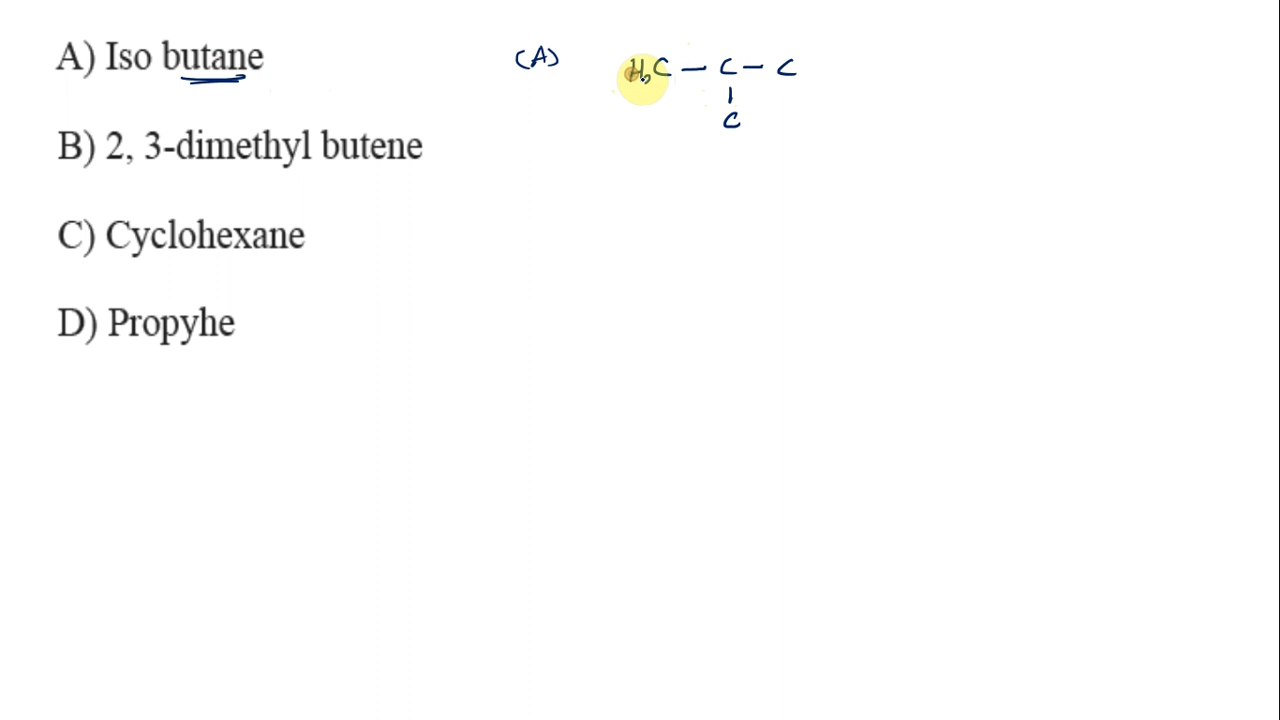 A) Iso butane
(A) H3C - C - C
|
C
B) 2, 3-dimethyl butene
C) Cyclohexane
D) Propyhe